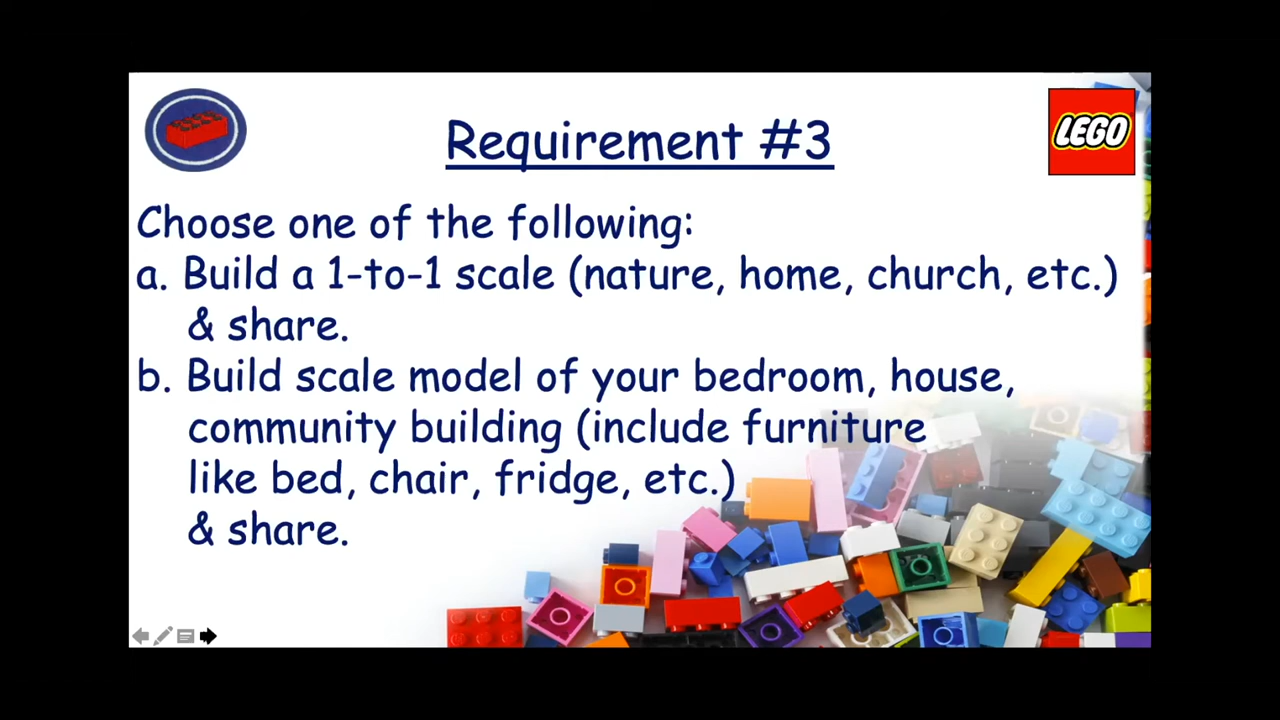 Requirement #3
LEGO
Choose one of the following:
a. Build a 1-to-1 scale (nature, home, church, etc.)
& share.
b. Build scale model of your bedroom, house,
community building (include furniture
like bed, chair, fridge, etc.)
& share.